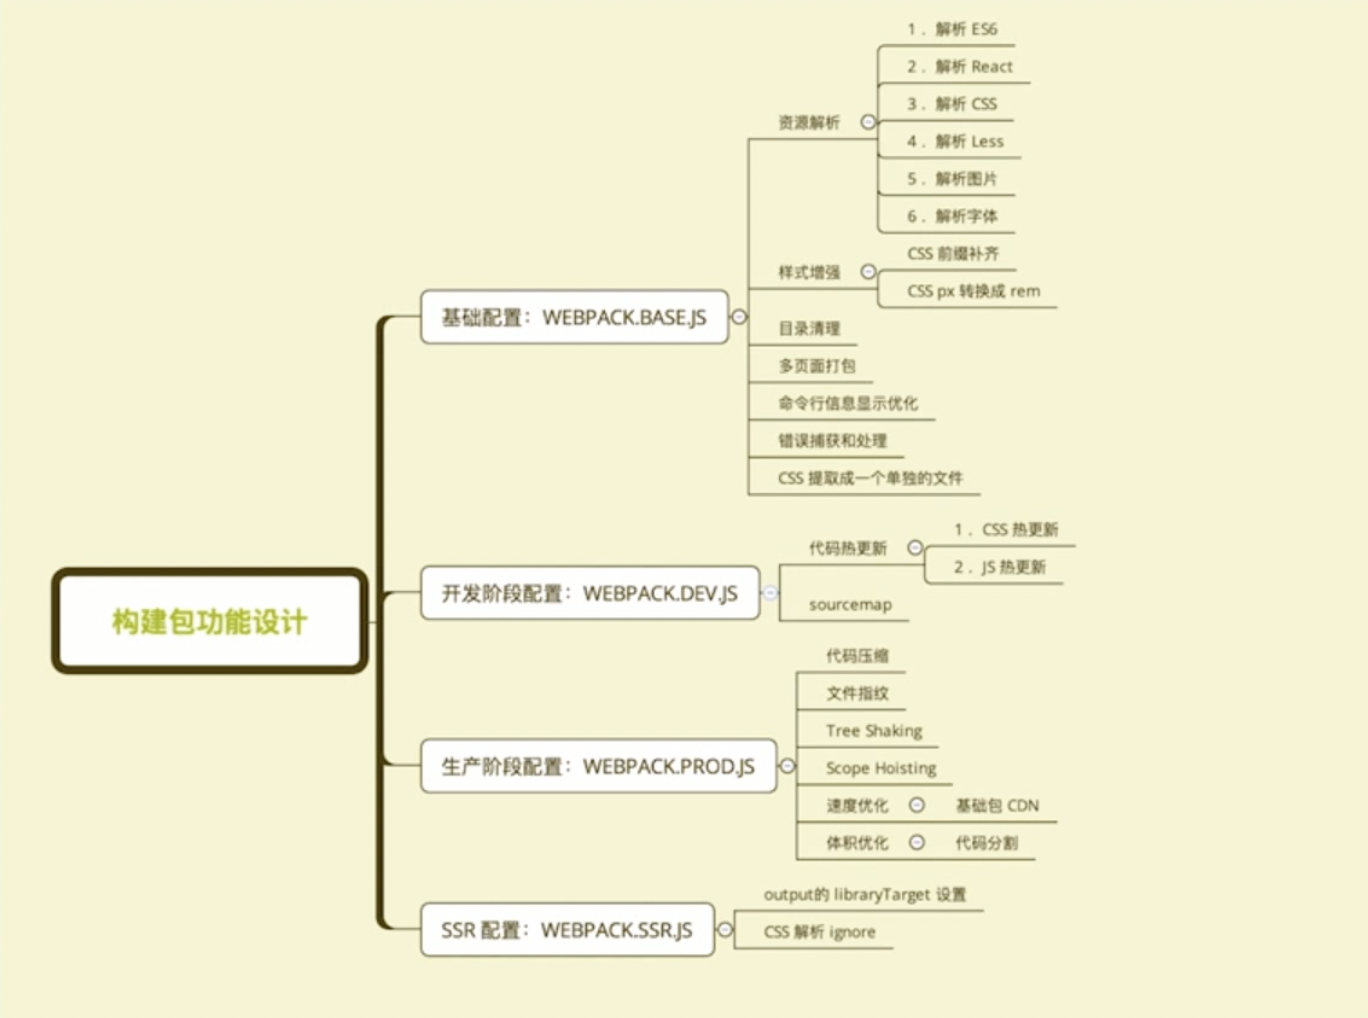 构建包功能设计
基础配置：WEBPACK.BASE.JS
资源解析
1． 解析 ES6
2． 解析 React
3． 解析 CSS
4． 解析 Less
5． 解析图片
6． 解析字体
样式增强
CSS 前缀补齐
CSS px 转换成 rem
目录清理
多页面打包
命令行信息显示优化
错误捕获和处理
CSS 提取成一个单独的文件
开发阶段配置：WEBPACK.DEV.JS
代码热更新
1． CSS 热更新
2． JS 热更新
sourcemap
生产阶段配置：WEBPACK.PROD.JS
代码压缩
文件指纹
Tree Shaking
Scope Hoisting
速度优化
基础包 CDN
体积优化
代码分割
SSR 配置：WEBPACK.SSR.JS
output的 libraryTarget 设置
CSS 解析 ignore